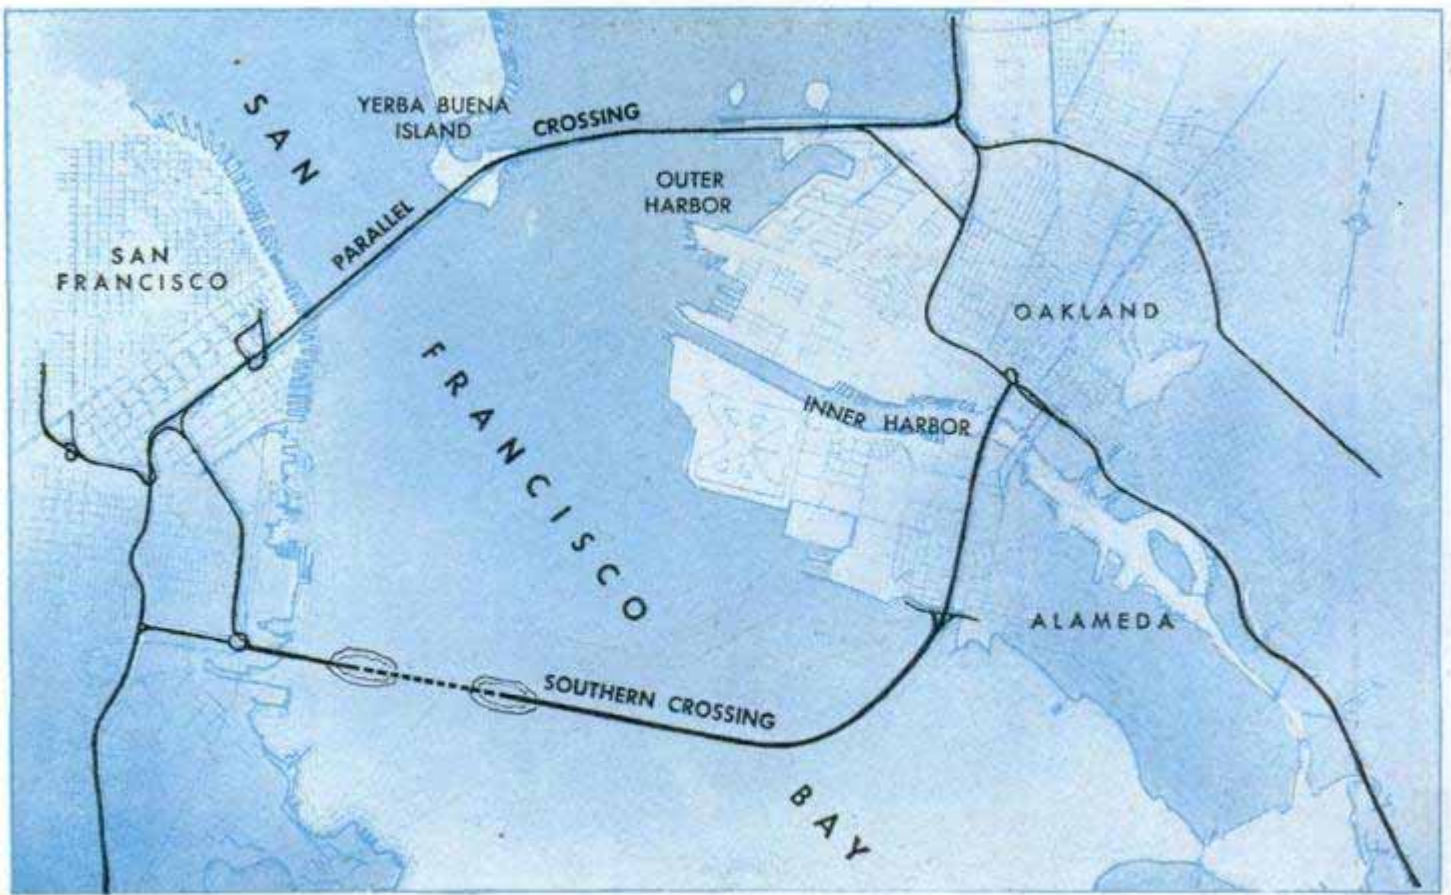 SAN
YERBA BUENA
ISLAND
CROSSING
OUTER
HARBOR
PARALLEL
SAN
FRANCISCO
OAKLAND
N
FRANCISCO
INNER HARBOR
ALAMEDA
SOUTHERN CROSSING
BAY